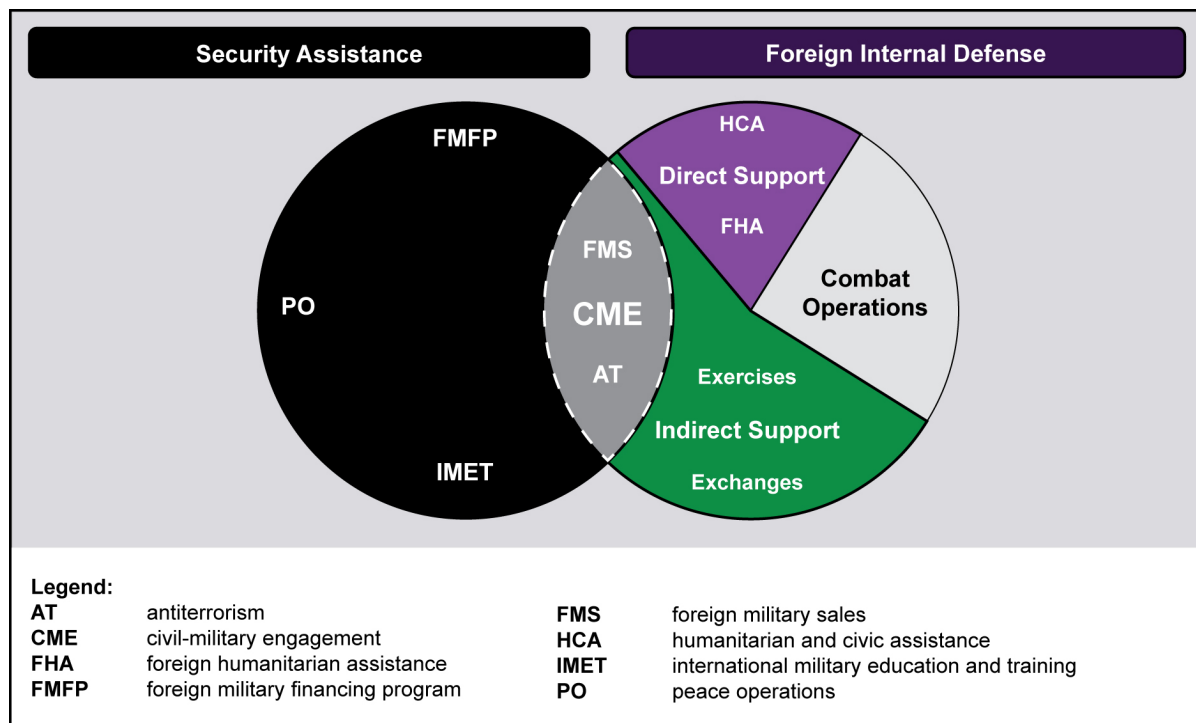 Security Assistance
Foreign Internal Defense
FMFP
PO
IMET
FMS
CME
AT
HCA
Direct Support
FHA
Combat
Operations
Exercises
Indirect Support
Exchanges
Legend:
AT antiterrorism
CME civil-military engagement
FHA foreign humanitarian assistance
FMFP foreign military financing program
FMS foreign military sales
HCA humanitarian and civic assistance
IMET international military education and training
PO peace operations